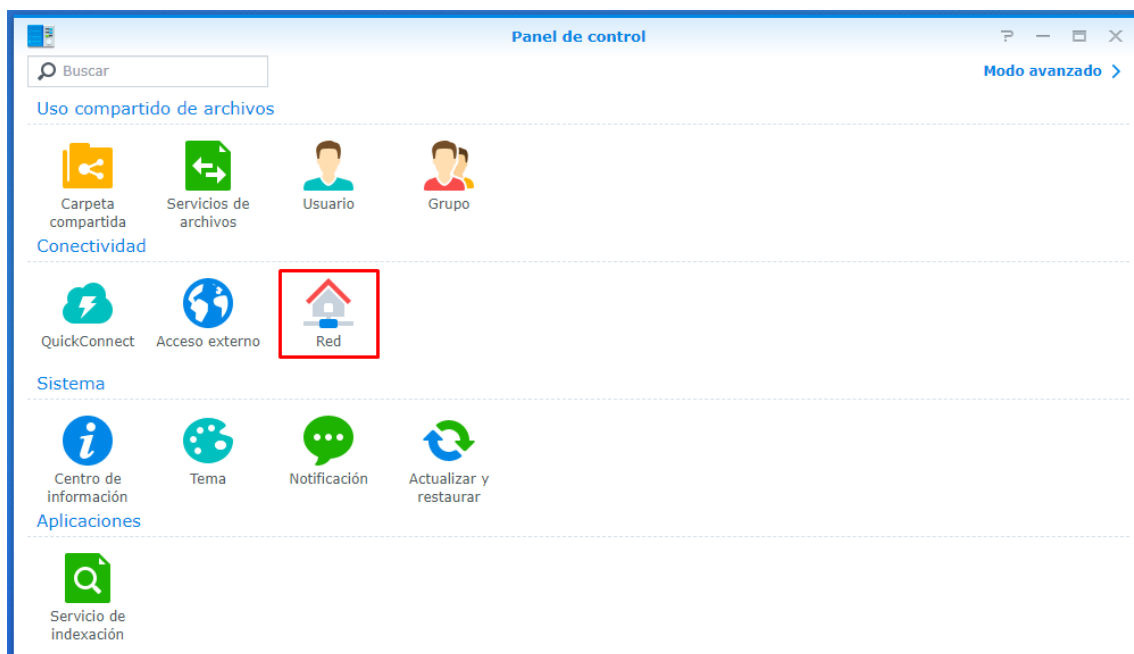 Panel de control
Buscar
Modo avanzado
Uso compartido de archivos
Carpeta
compartida
Servicios de
archivos
Usuario
Grupo
Conectividad
QuickConnect
Acceso externo
Red
Sistema
Centro de
información
Tema
Notificación
Actualizar y
restaurar
Aplicaciones
Servicio de
indexación